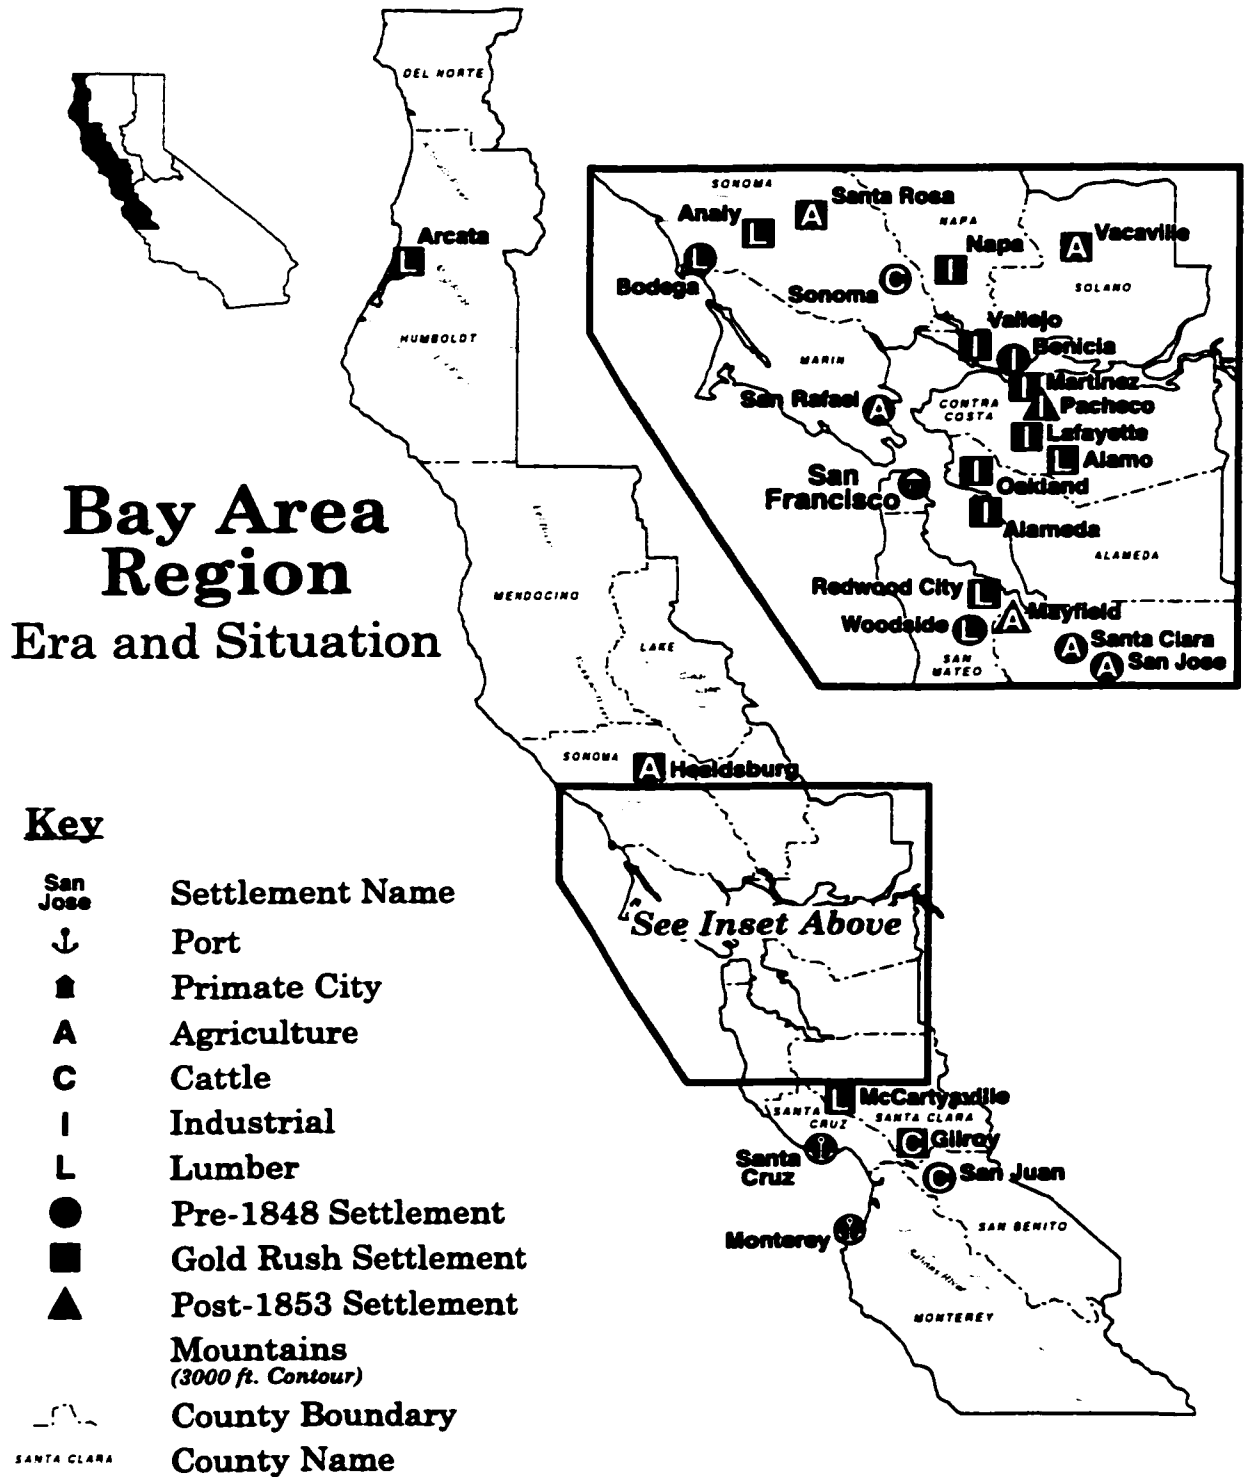 DEL NORTE
Arcata
L
HUMBOLDT
Bay Area
Region
Era and Situation
MENDOCINO
LAKE
SONOMA
A Healdsburg
SONOMA
Santa Rosa
A
Analy
L
NAPA
Napa
I
Vacaville
A
L
Bodega
Sonoma
C
SOLANO
Vallejo
I
Benicia
I
MARIN
Martinez
I
San Rafael
A
CONTRA
COSTA
Pacheco
I
Lafayette
I
Alamo
L
San
Francisco
Oakland
I
Alameda
I
ALAMEDA
Redwood City
L
Mayfield
A
Woodside
L
Santa Clara
A
San Jose
A
SAN
MATEO
See Inset Above
McCartysville
L
SANTA
CRUZ
SANTA CLARA
Gilroy
C
Santa
Cruz
San Juan
C
Monterey
SAN BENITO
Salinas River
MONTEREY
Key
San
Jose
Settlement Name
Port
Primate City
A Agriculture
C Cattle
I Industrial
L Lumber
Pre-1848 Settlement
Gold Rush Settlement
Post-1853 Settlement
Mountains
(3000 ft. Contour)
County Boundary
SANTA CLARA County Name